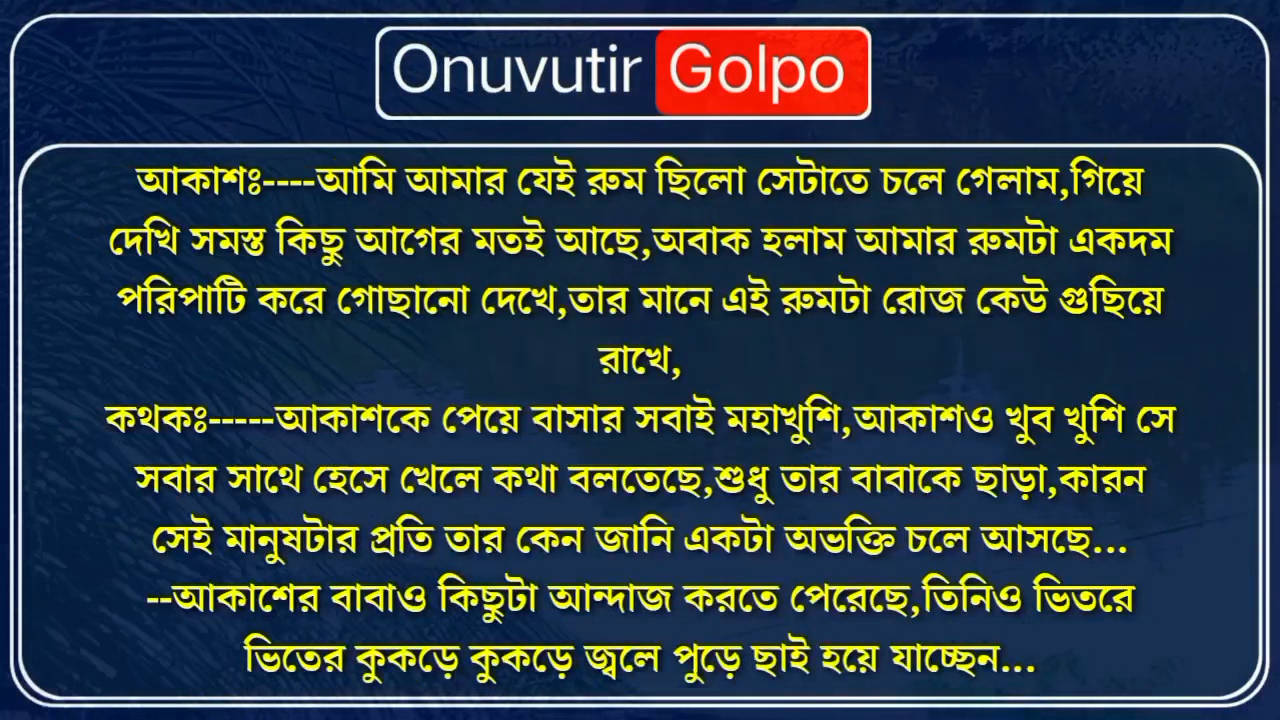 Onuvutir Golpo
আকাশঃ----আমি আমার যেই রুম ছিলো সেটাতে চলে গেলাম,গিয়ে
দেখি সমস্ত কিছু আগের মতই আছে,অবাক হলাম আমার রুমটা একদম
পরিপাটি করে গোছানো দেখে,তার মানে এই রুমটা রোজ কেউ গুছিয়ে
রাখে,
কথকঃ-----আকাশকে পেয়ে বাসার সবাই মহাখুশি,আকাশও খুব খুশি সে
সবার সাথে হেসে খেলে কথা বলতেছে,শুধু তার বাবাকে ছাড়া,কারন
সেই মানুষটার প্রতি তার কেন জানি একটা অভক্তি চলে আসছে...
--আকাশের বাবাও কিছুটা আন্দাজ করতে পেরেছে,তিনিও ভিতরে
ভিতের কুকড়ে কুকড়ে জ্বলে পুড়ে ছাই হয়ে যাচ্ছেন...